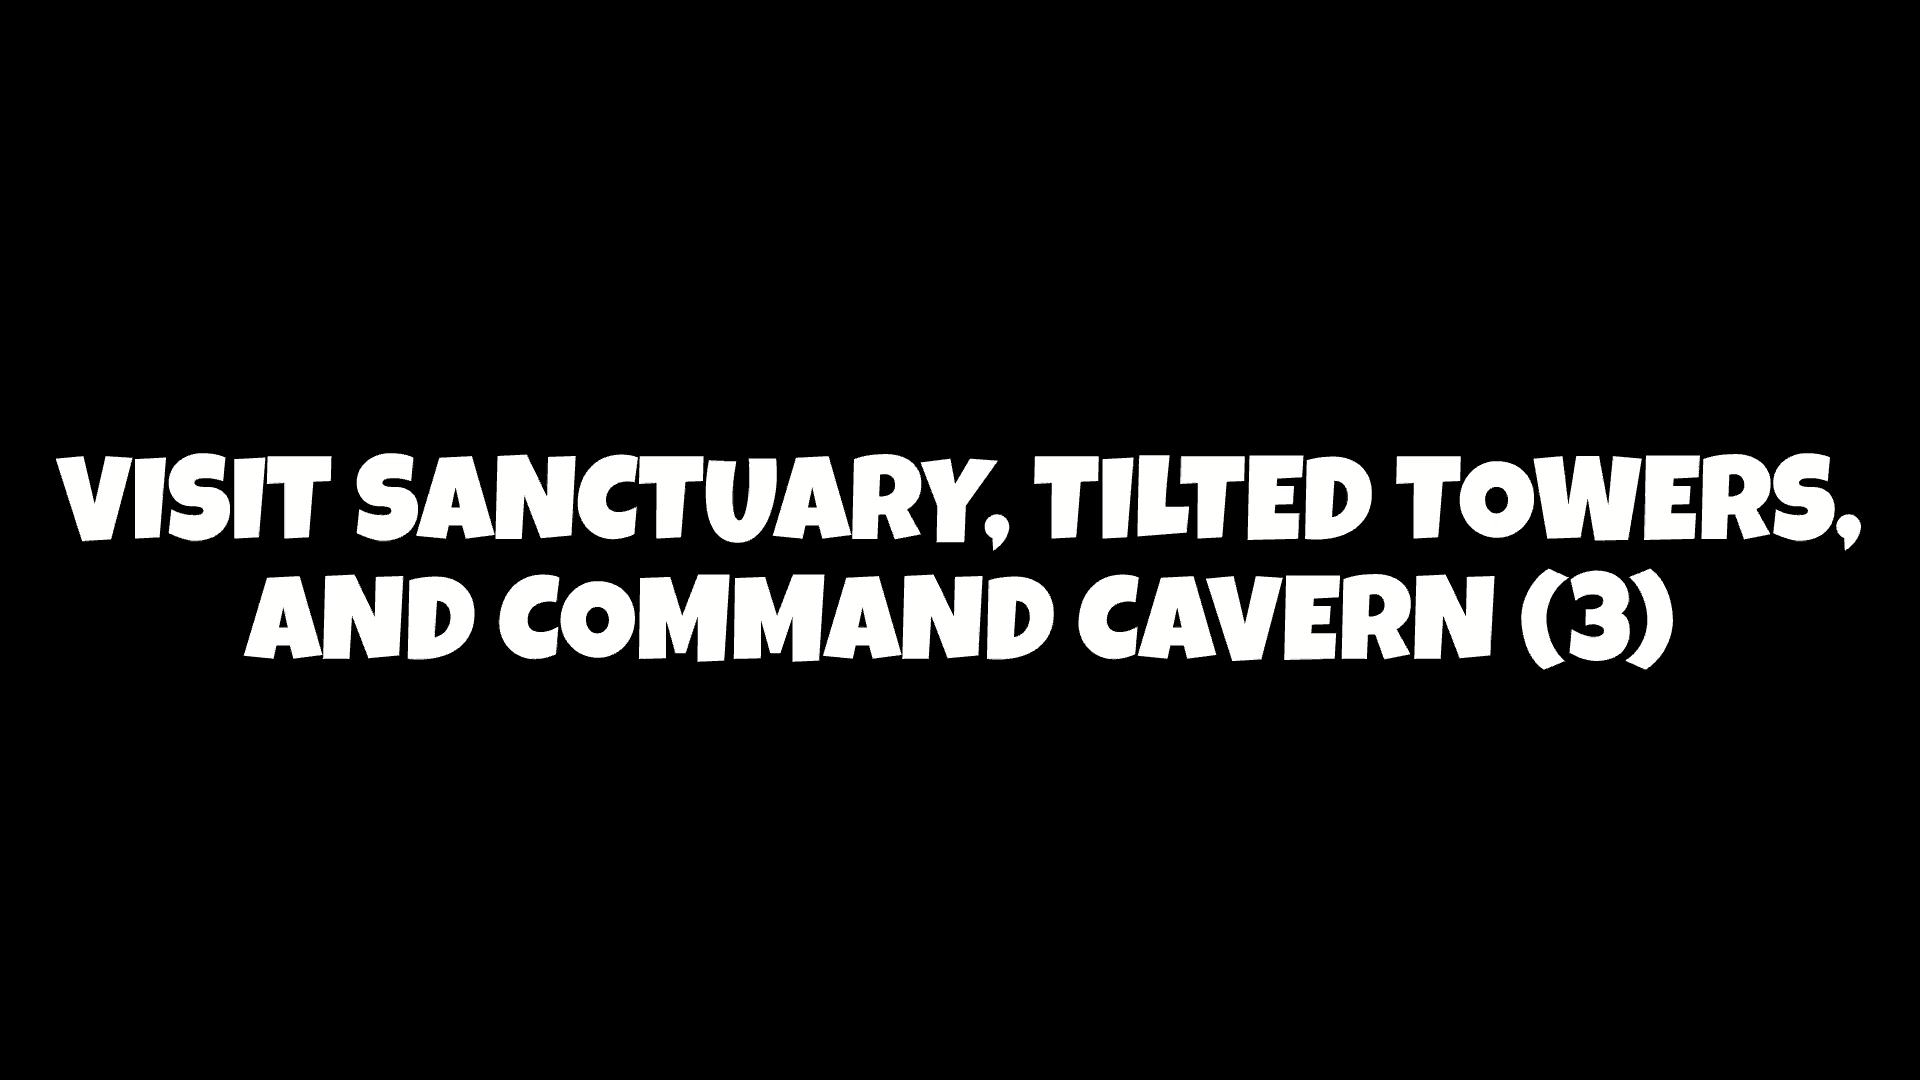 VISIT SANCTUARY, TILTED TOWERS,
AND COMMAND CAVERN (3)